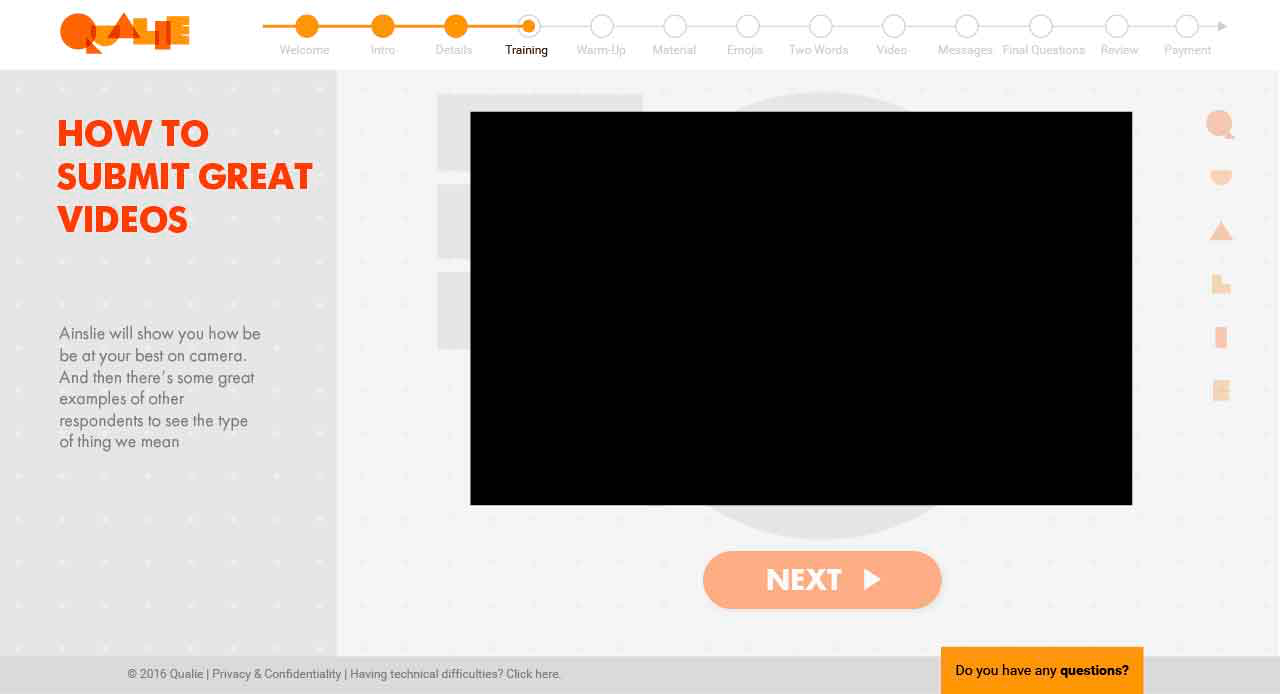 QUALIE
Welcome Intro Details Training Warm-Up Material Emojis Two Words Video Messages Final Questions Review Payment
HOW TO
SUBMIT GREAT
VIDEOS
Ainslie will show you how be
be at your best on camera.
And then there's some great
examples of other
respondents to see the type
of thing we mean
NEXT
© 2016 Qualie | Privacy & Confidentiality | Having technical difficulties? Click here.
Do you have any questions?